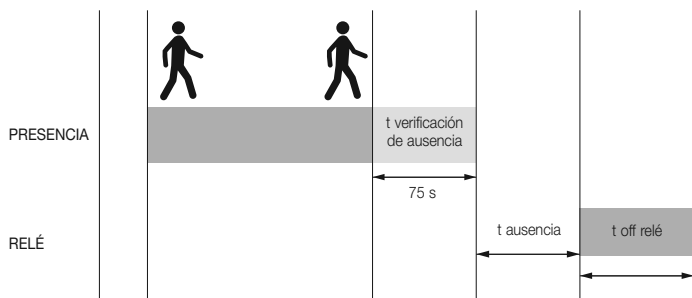 PRESENCIA
t verificación
de ausencia
75 s
RELÉ
t ausencia
t off relé